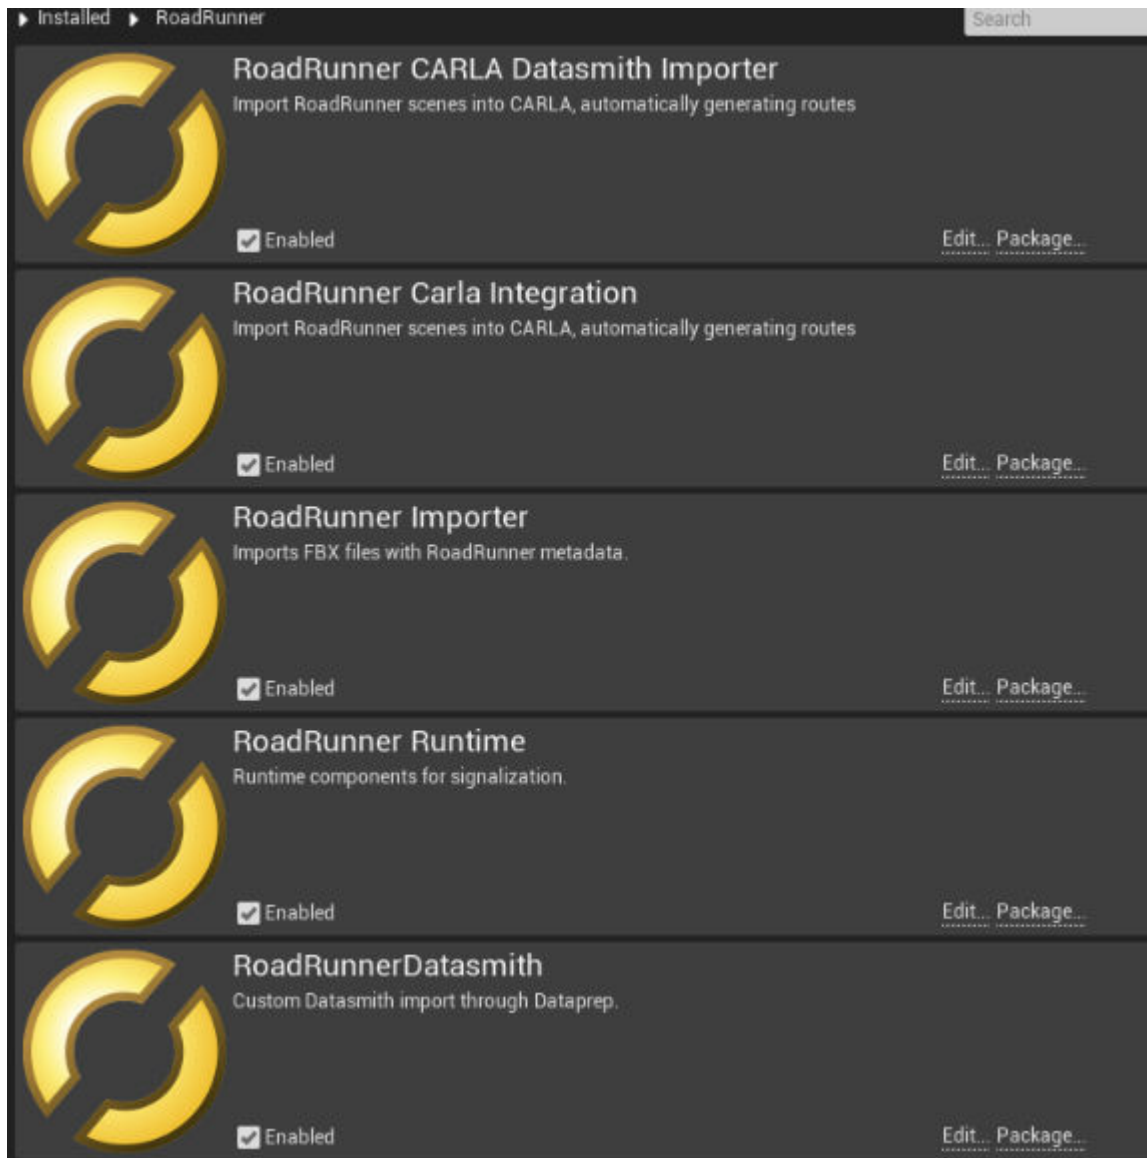 Installed RoadRunner Search
RoadRunner CARLA Datasmith Importer
Import RoadRunner scenes into CARLA, automatically generating routes
Enabled Edit... Package...
RoadRunner Carla Integration
Import RoadRunner scenes into CARLA, automatically generating routes
Enabled Edit... Package...
RoadRunner Importer
Imports FBX files with RoadRunner metadata.
Enabled Edit... Package...
RoadRunner Runtime
Runtime components for signalization.
Enabled Edit... Package...
RoadRunnerDatasmith
Custom Datasmith import through Dataprep.
Enabled Edit... Package...